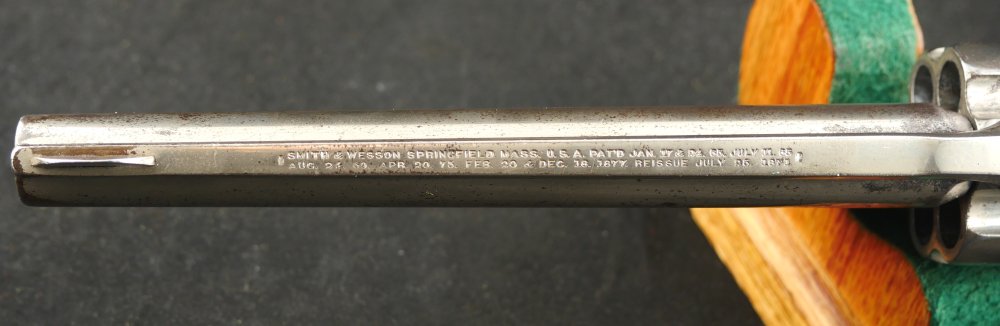 SMITH & WESSON SPRINGFIELD MASS. U.S.A. PAT'D JAN. 17 & 24, 65. JULY 11, 65
AUG. 24, 69. APR. 20, 75. FEB. 20 & DEC. 18, 1877. REISSUE JULY 25, 1871